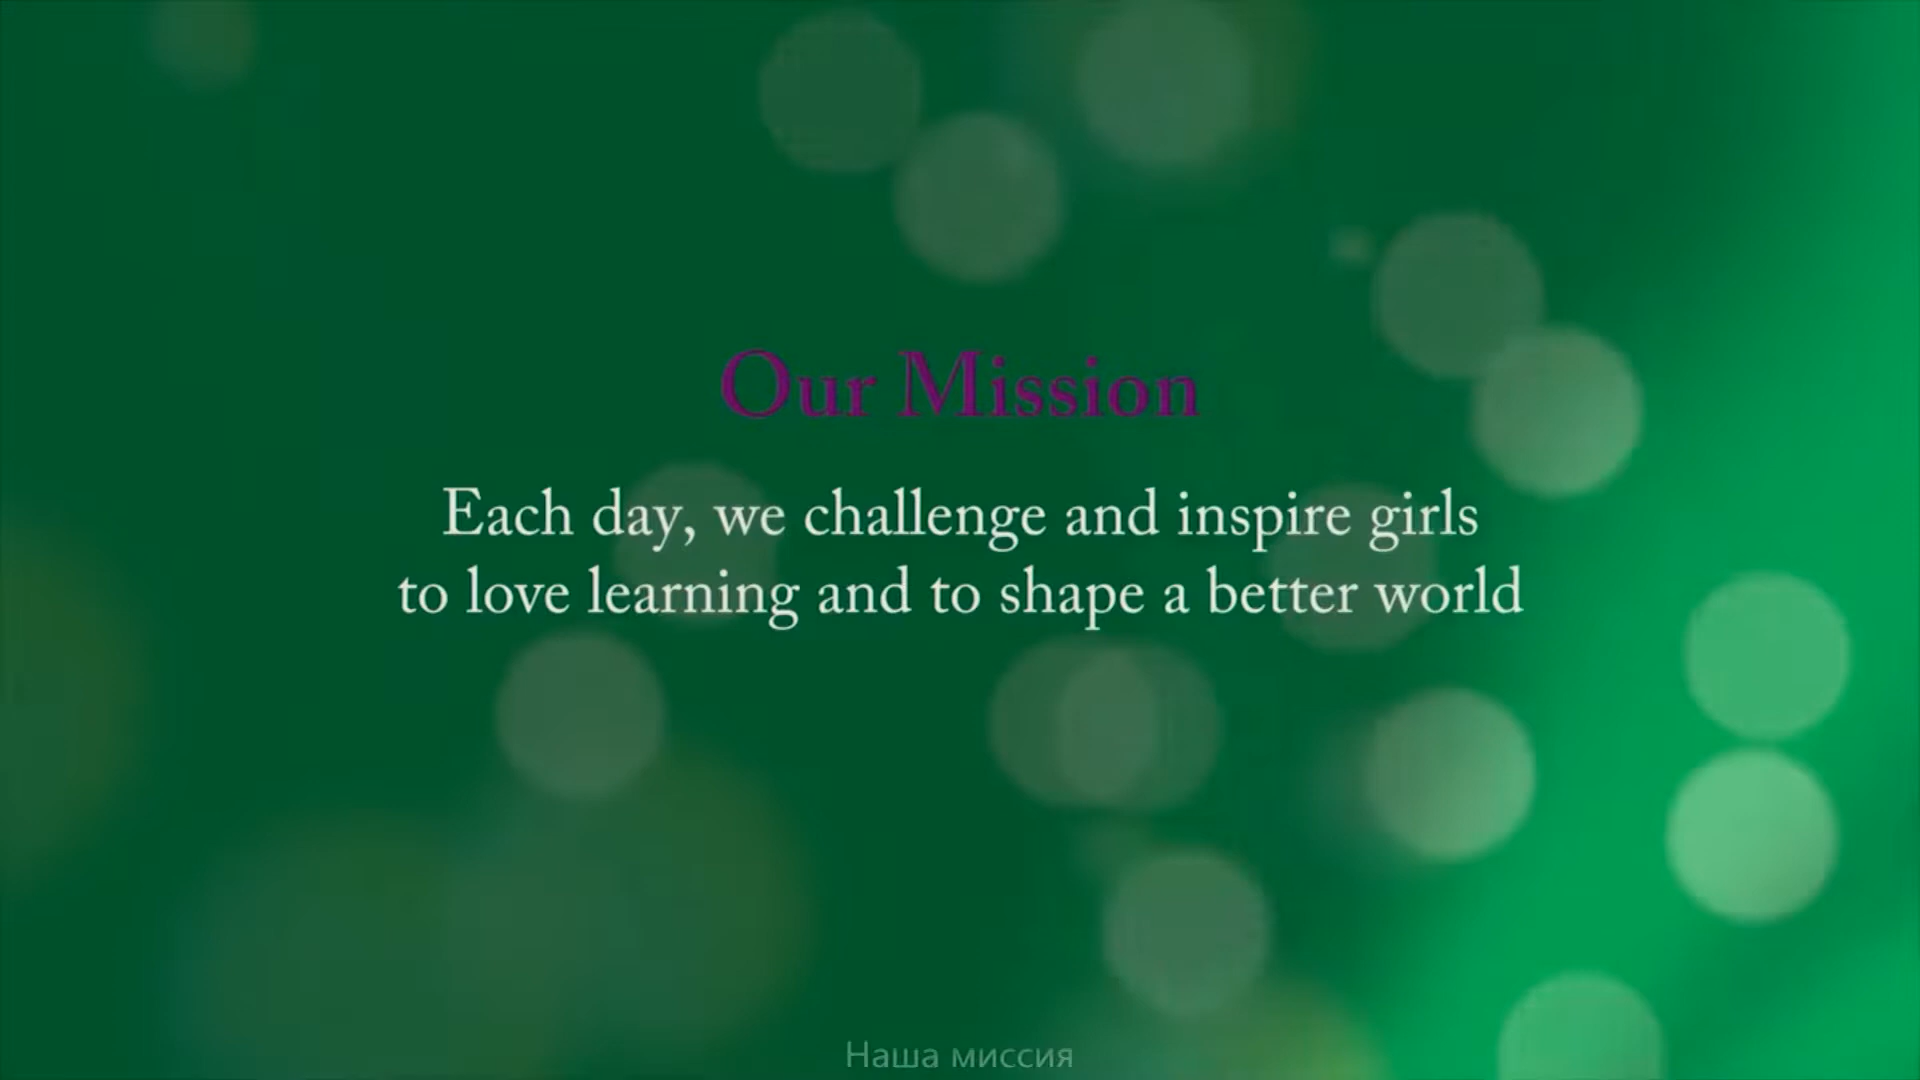 Our Mission
Each day, we challenge and inspire girls
to love learning and to shape a better world
Наша миссия